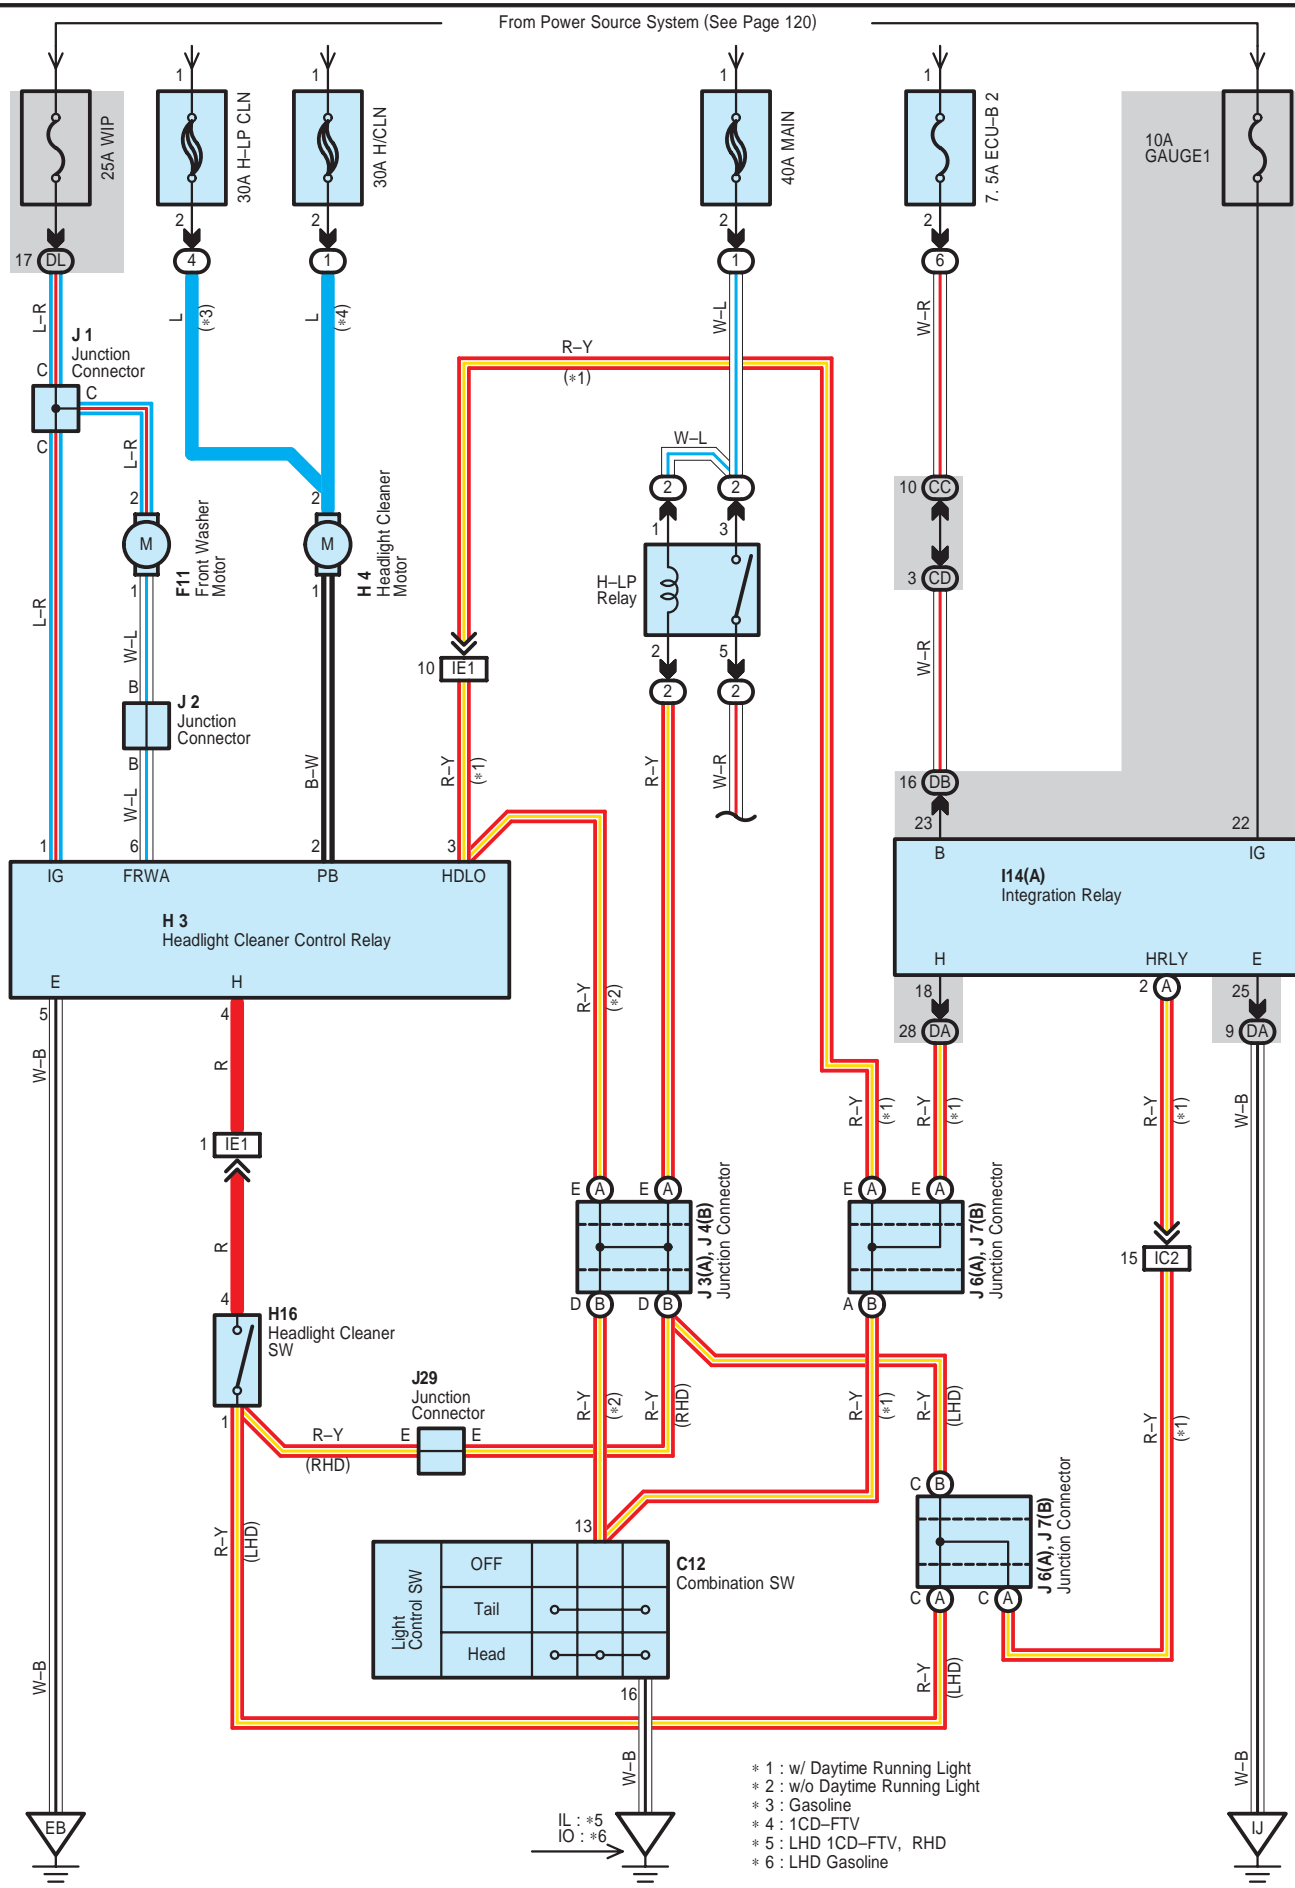 From Power Source System (See Page 120)
1
1
1
1
25A WIP
30A H–LP CLN
30A H/CLN
40A MAIN
7. 5A ECU–B 2
10A
GAUGE1
2
2
2
2
17 DL
4
1
1
6
L–R
L
(∗3)
L
(∗4)
W–L
W–R
J 1
Junction
Connector
C
C
C
R–Y
(∗1)
L–R
W–L
2
2
2
2
10 CC
1
3
M
F11
Front Washer
Motor
M
H 4
Headlight Cleaner
Motor
H–LP
Relay
3 CD
1
1
L–R
W–L
2
5
W–R
10 IE1
2
2
B
J 2
Junction
Connector
B
W–L
B–W
R–Y
(∗1)
R–Y
W–R
16 DB
23
22
1
6
2
3
IG
FRWA
PB
HDLO
B
IG
I14(A)
Integration Relay
H 3
Headlight Cleaner Control Relay
H
HRLY
E
E
H
5
4
R–Y
(∗2)
18
2 A
25
28 DA
9 DA
W–B
R
R–Y
(∗1)
R–Y
(∗1)
R–Y
(∗1)
W–B
1 IE1
E A
E A
J 3(A), J 4(B)
Junction Connector
E A
E A
J 6(A), J 7(B)
Junction Connector
R
15 IC2
4
D B
D B
A B
H16
Headlight Cleaner
SW
1
J29
Junction
Connector
R–Y
(∗2)
R–Y
(RHD)
R–Y
(∗1)
R–Y
(LHD)
R–Y
(∗1)
R–Y
(RHD)
E
E
C B
J 6(A), J 7(B)
Junction Connector
R–Y
(LHD)
13
Light
Control SW
OFF
Tail
Head
C12
Combination SW
C A
C A
16
W–B
R–Y
(LHD)
W–B
W–B
∗ 1 : w/ Daytime Running Light
∗ 2 : w/o Daytime Running Light
∗ 3 : Gasoline
∗ 4 : 1CD–FTV
∗ 5 : LHD 1CD–FTV, RHD
∗ 6 : LHD Gasoline
IL : ∗5
IO : ∗6
EB
IJ